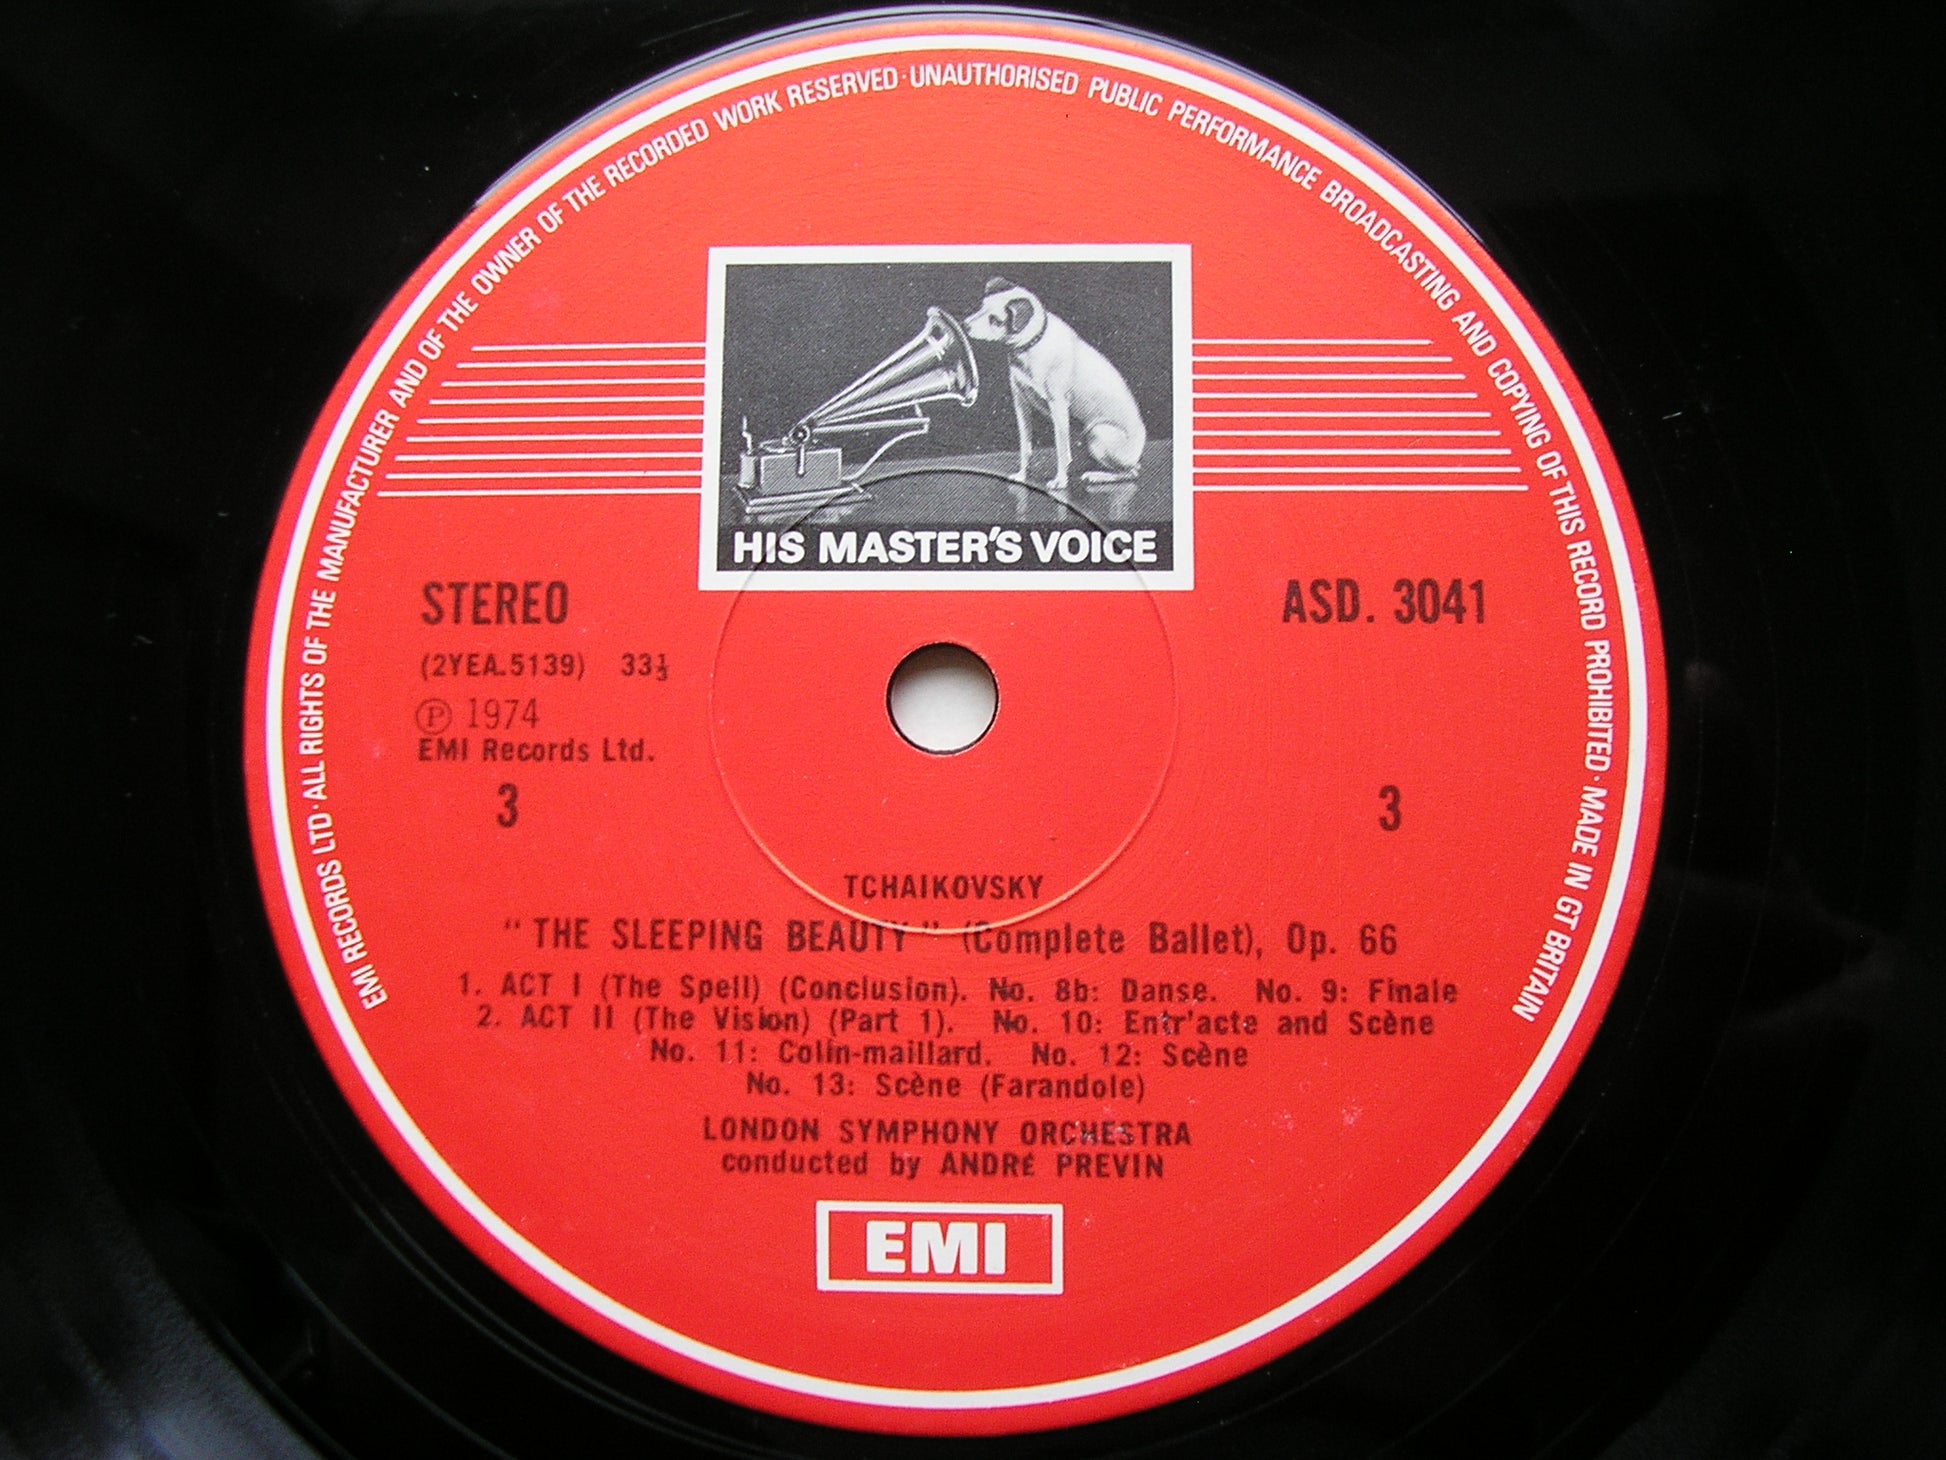 EMI RECORDS LTD · ALL RIGHTS OF THE MANUFACTURER AND OF THE OWNER OF THE RECORDED WORK RESERVED · UNAUTHORISED PUBLIC PERFORMANCE BROADCASTING AND COPYING OF THIS RECORD PROHIBITED · MADE IN GT BRITAIN
HIS MASTER'S VOICE
STEREO
ASD. 3041
(2YEA.5139) 33⅓
℗ 1974
EMI Records Ltd.
3
3
TCHAIKOVSKY
"THE SLEEPING BEAUTY" (Complete Ballet), Op. 66
1. ACT I (The Spell) (Conclusion). No. 8b: Danse. No. 9: Finale
2. ACT II (The Vision) (Part 1). No. 10: Entr'acte and Scène
No. 11: Colin-maillard. No. 12: Scène
No. 13: Scène (Farandole)
LONDON SYMPHONY ORCHESTRA
conducted by ANDRÉ PREVIN
EMI